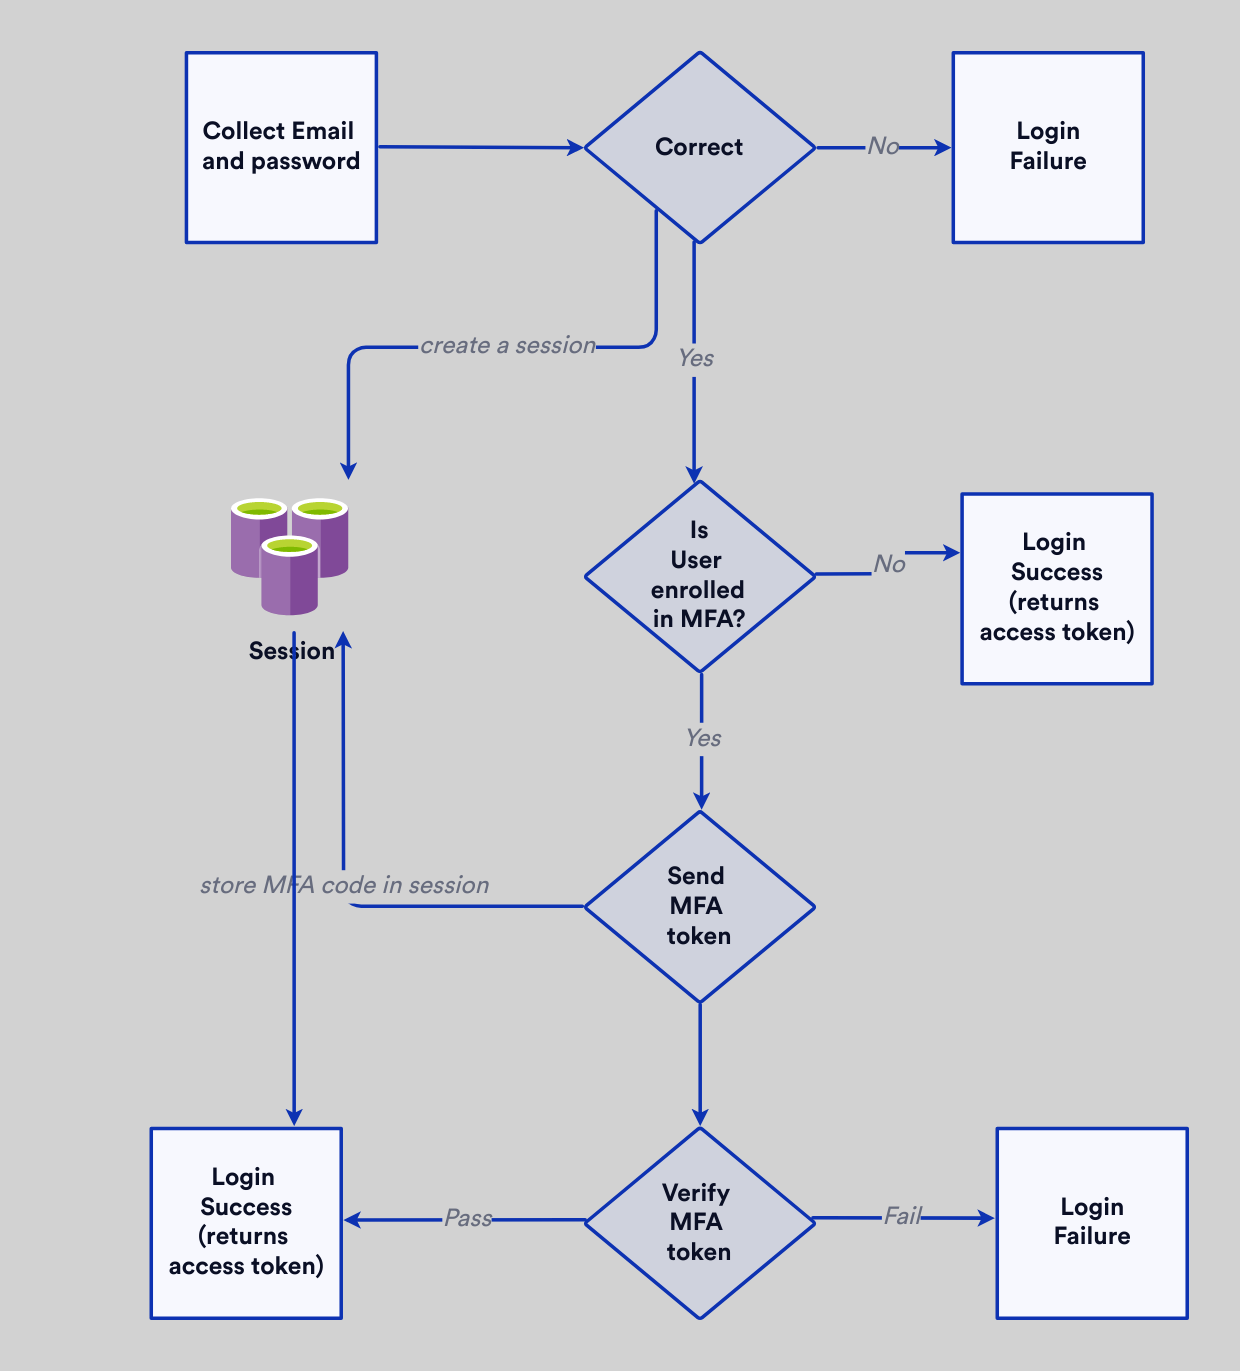 Collect Email
and password
Correct
No
Login
Failure
create a session
Yes
Is
User
enrolled
in MFA?
No
Login
Success
(returns
access token)
Session
Yes
Send
MFA
token
store MFA code in session
Login
Success
(returns
access token)
Pass
Verify
MFA
token
Fail
Login
Failure